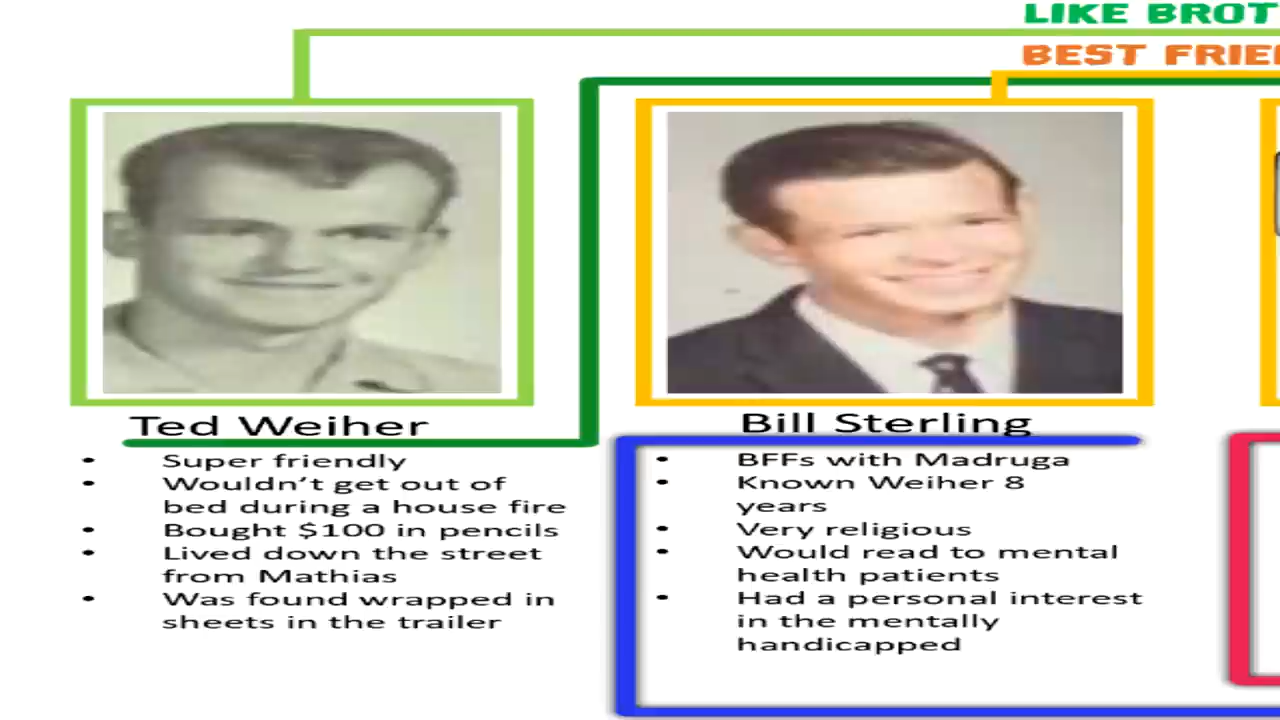 LIKE BROT
BEST FRIE
Ted Weiher
• Super friendly
• Wouldn't get out of
bed during a house fire
• Bought $100 in pencils
• Lived down the street
from Mathias
• Was found wrapped in
sheets in the trailer
Bill Sterling
• BFFs with Madruga
• Known Weiher 8
years
• Very religious
• Would read to mental
health patients
• Had a personal interest
in the mentally
handicapped